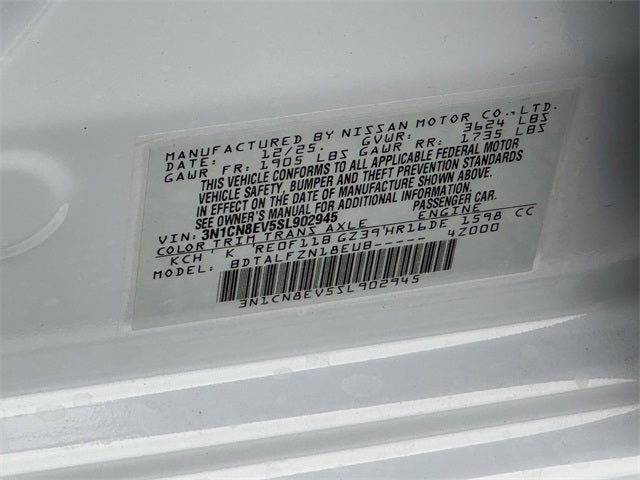 MANUFACTURED BY NISSAN MOTOR CO.,LTD.
DATE: 12/25. GVWR: 3624 LBS
GAWR FR: 1905 LBS GAWR RR: 1735 LBS
THIS VEHICLE CONFORMS TO ALL APPLICABLE FEDERAL MOTOR
VEHICLE SAFETY, BUMPER AND THEFT PREVENTION STANDARDS
IN EFFECT ON THE DATE OF MANUFACTURE SHOWN ABOVE.
SEE OWNER'S MANUAL FOR ADDITIONAL INFORMATION.
VIN: 3N1CN8EV5SL902945 PASSENGER CAR.
COLOR TRIM TRANS AXLE ENGINE
KCH K RE0F11B GZ39 HR16DE 1598 CC
MODEL: BDTALFZN18EUB----- 4Z000
3N1CN8EV5SL902945